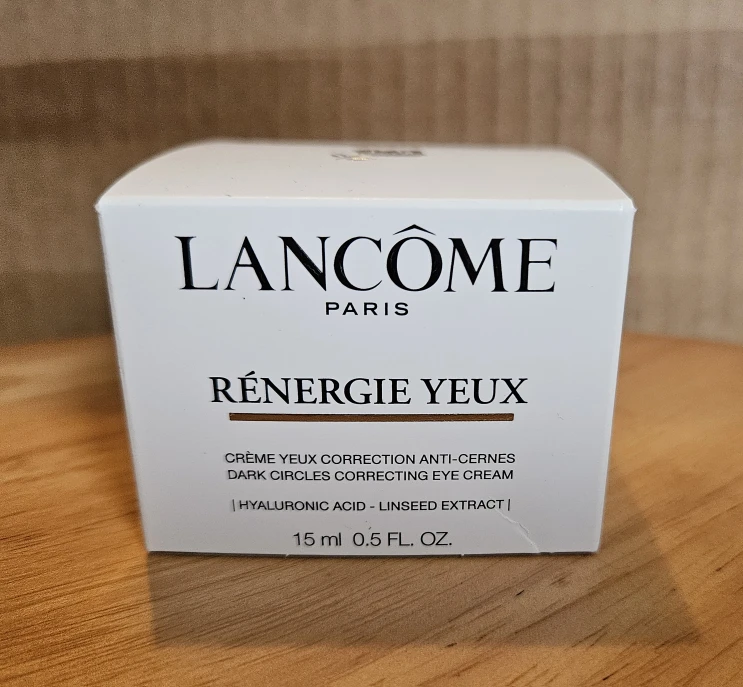 LANCÔME
PARIS
RÉNERGIE YEUX
CRÈME YEUX CORRECTION ANTI-CERNES
DARK CIRCLES CORRECTING EYE CREAM
| HYALURONIC ACID - LINSEED EXTRACT |
15 ml 0.5 FL. OZ.